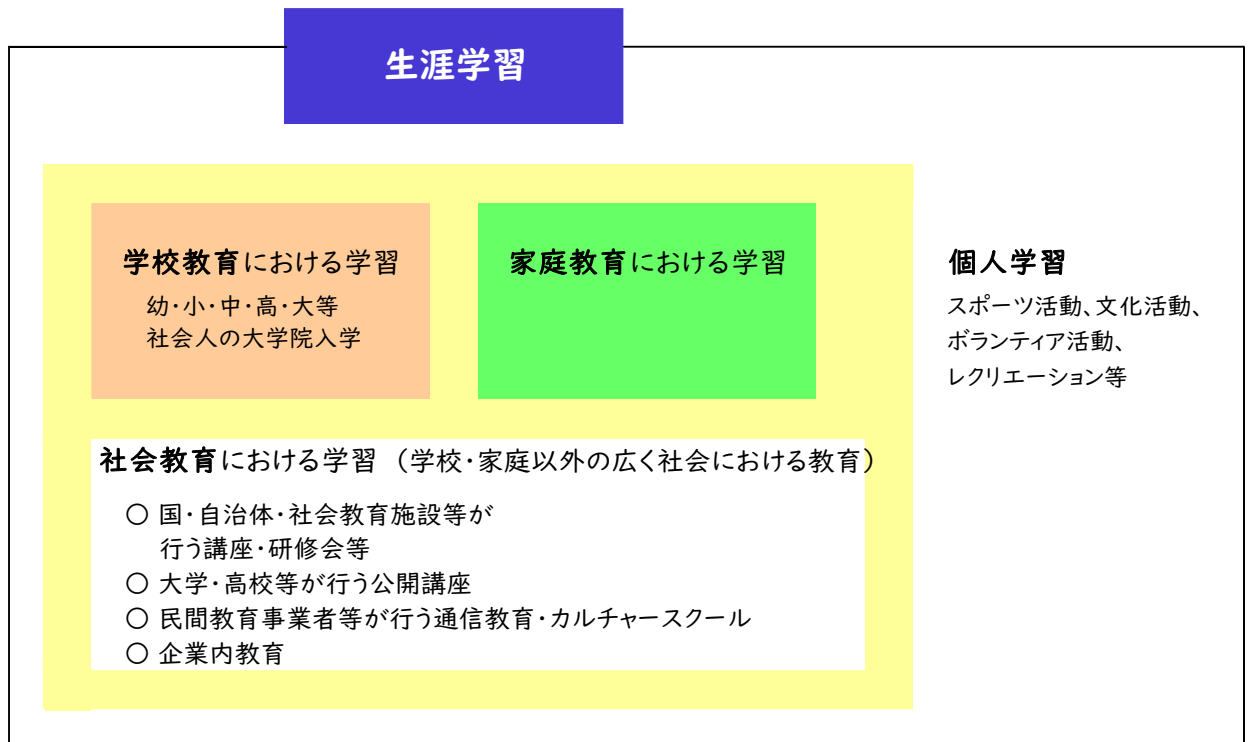 生涯学習
学校教育における学習
幼・小・中・高・大等
社会人の大学院入学
家庭教育における学習
個人学習
スポーツ活動、文化活動、
ボランティア活動、
レクリエーション等
社会教育における学習 （学校・家庭以外の広く社会における教育）
○ 国・自治体・社会教育施設等が
行う講座・研修会等
○ 大学・高校等が行う公開講座
○ 民間教育事業者等が行う通信教育・カルチャースクール
○ 企業内教育